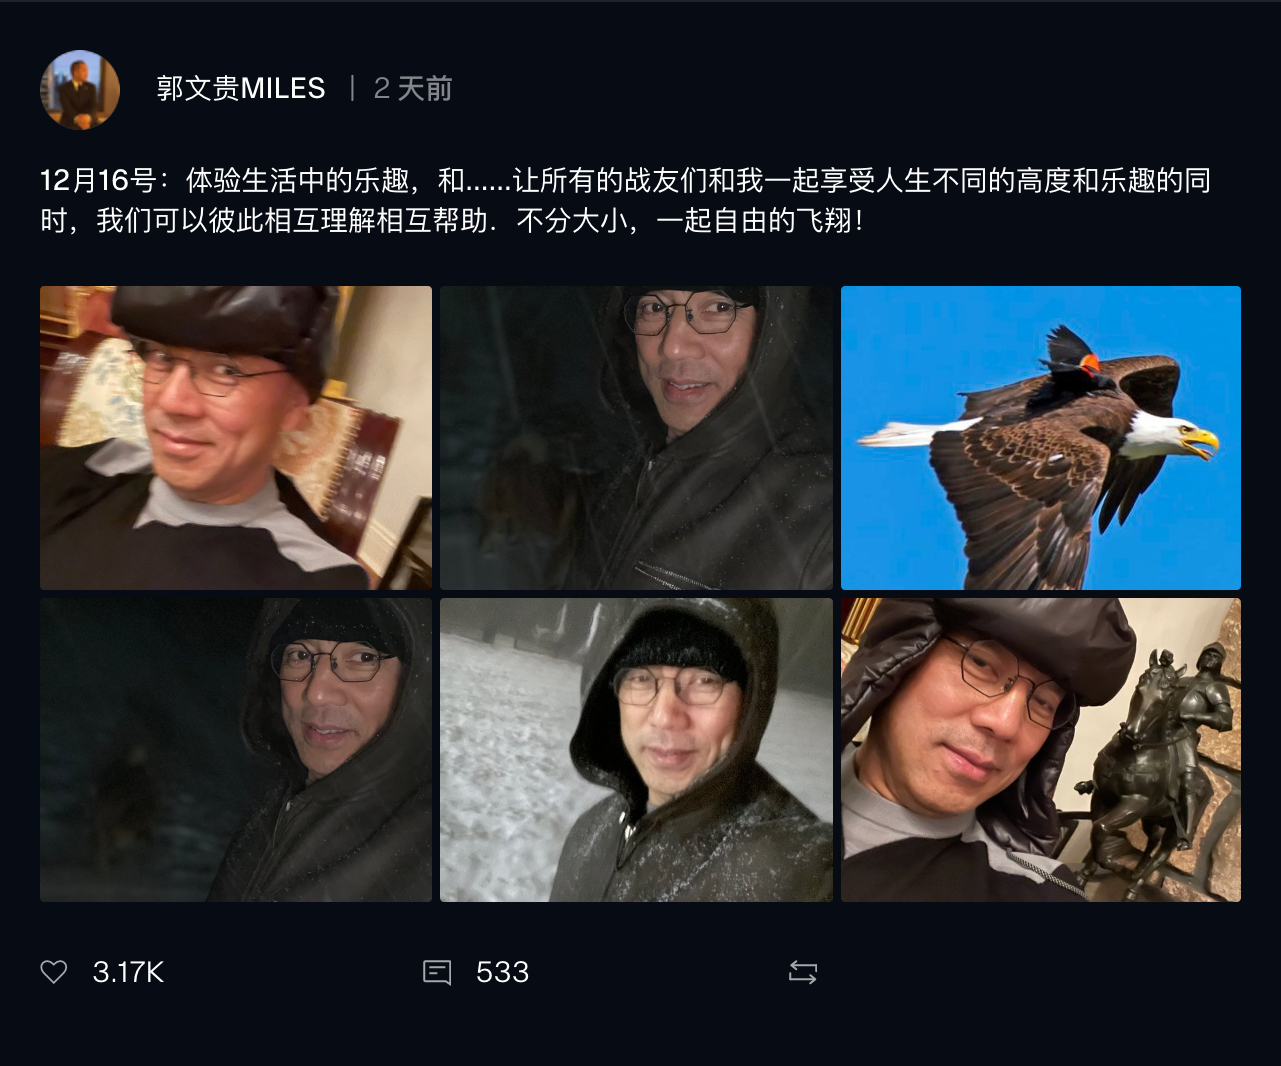 郭文贵MILES | 2 天前
12月16号：体验生活中的乐趣，和......让所有的战友们和我一起享受人生不同的高度和乐趣的同
时，我们可以彼此相互理解相互帮助．不分大小，一起自由的飞翔！
3.17K 533